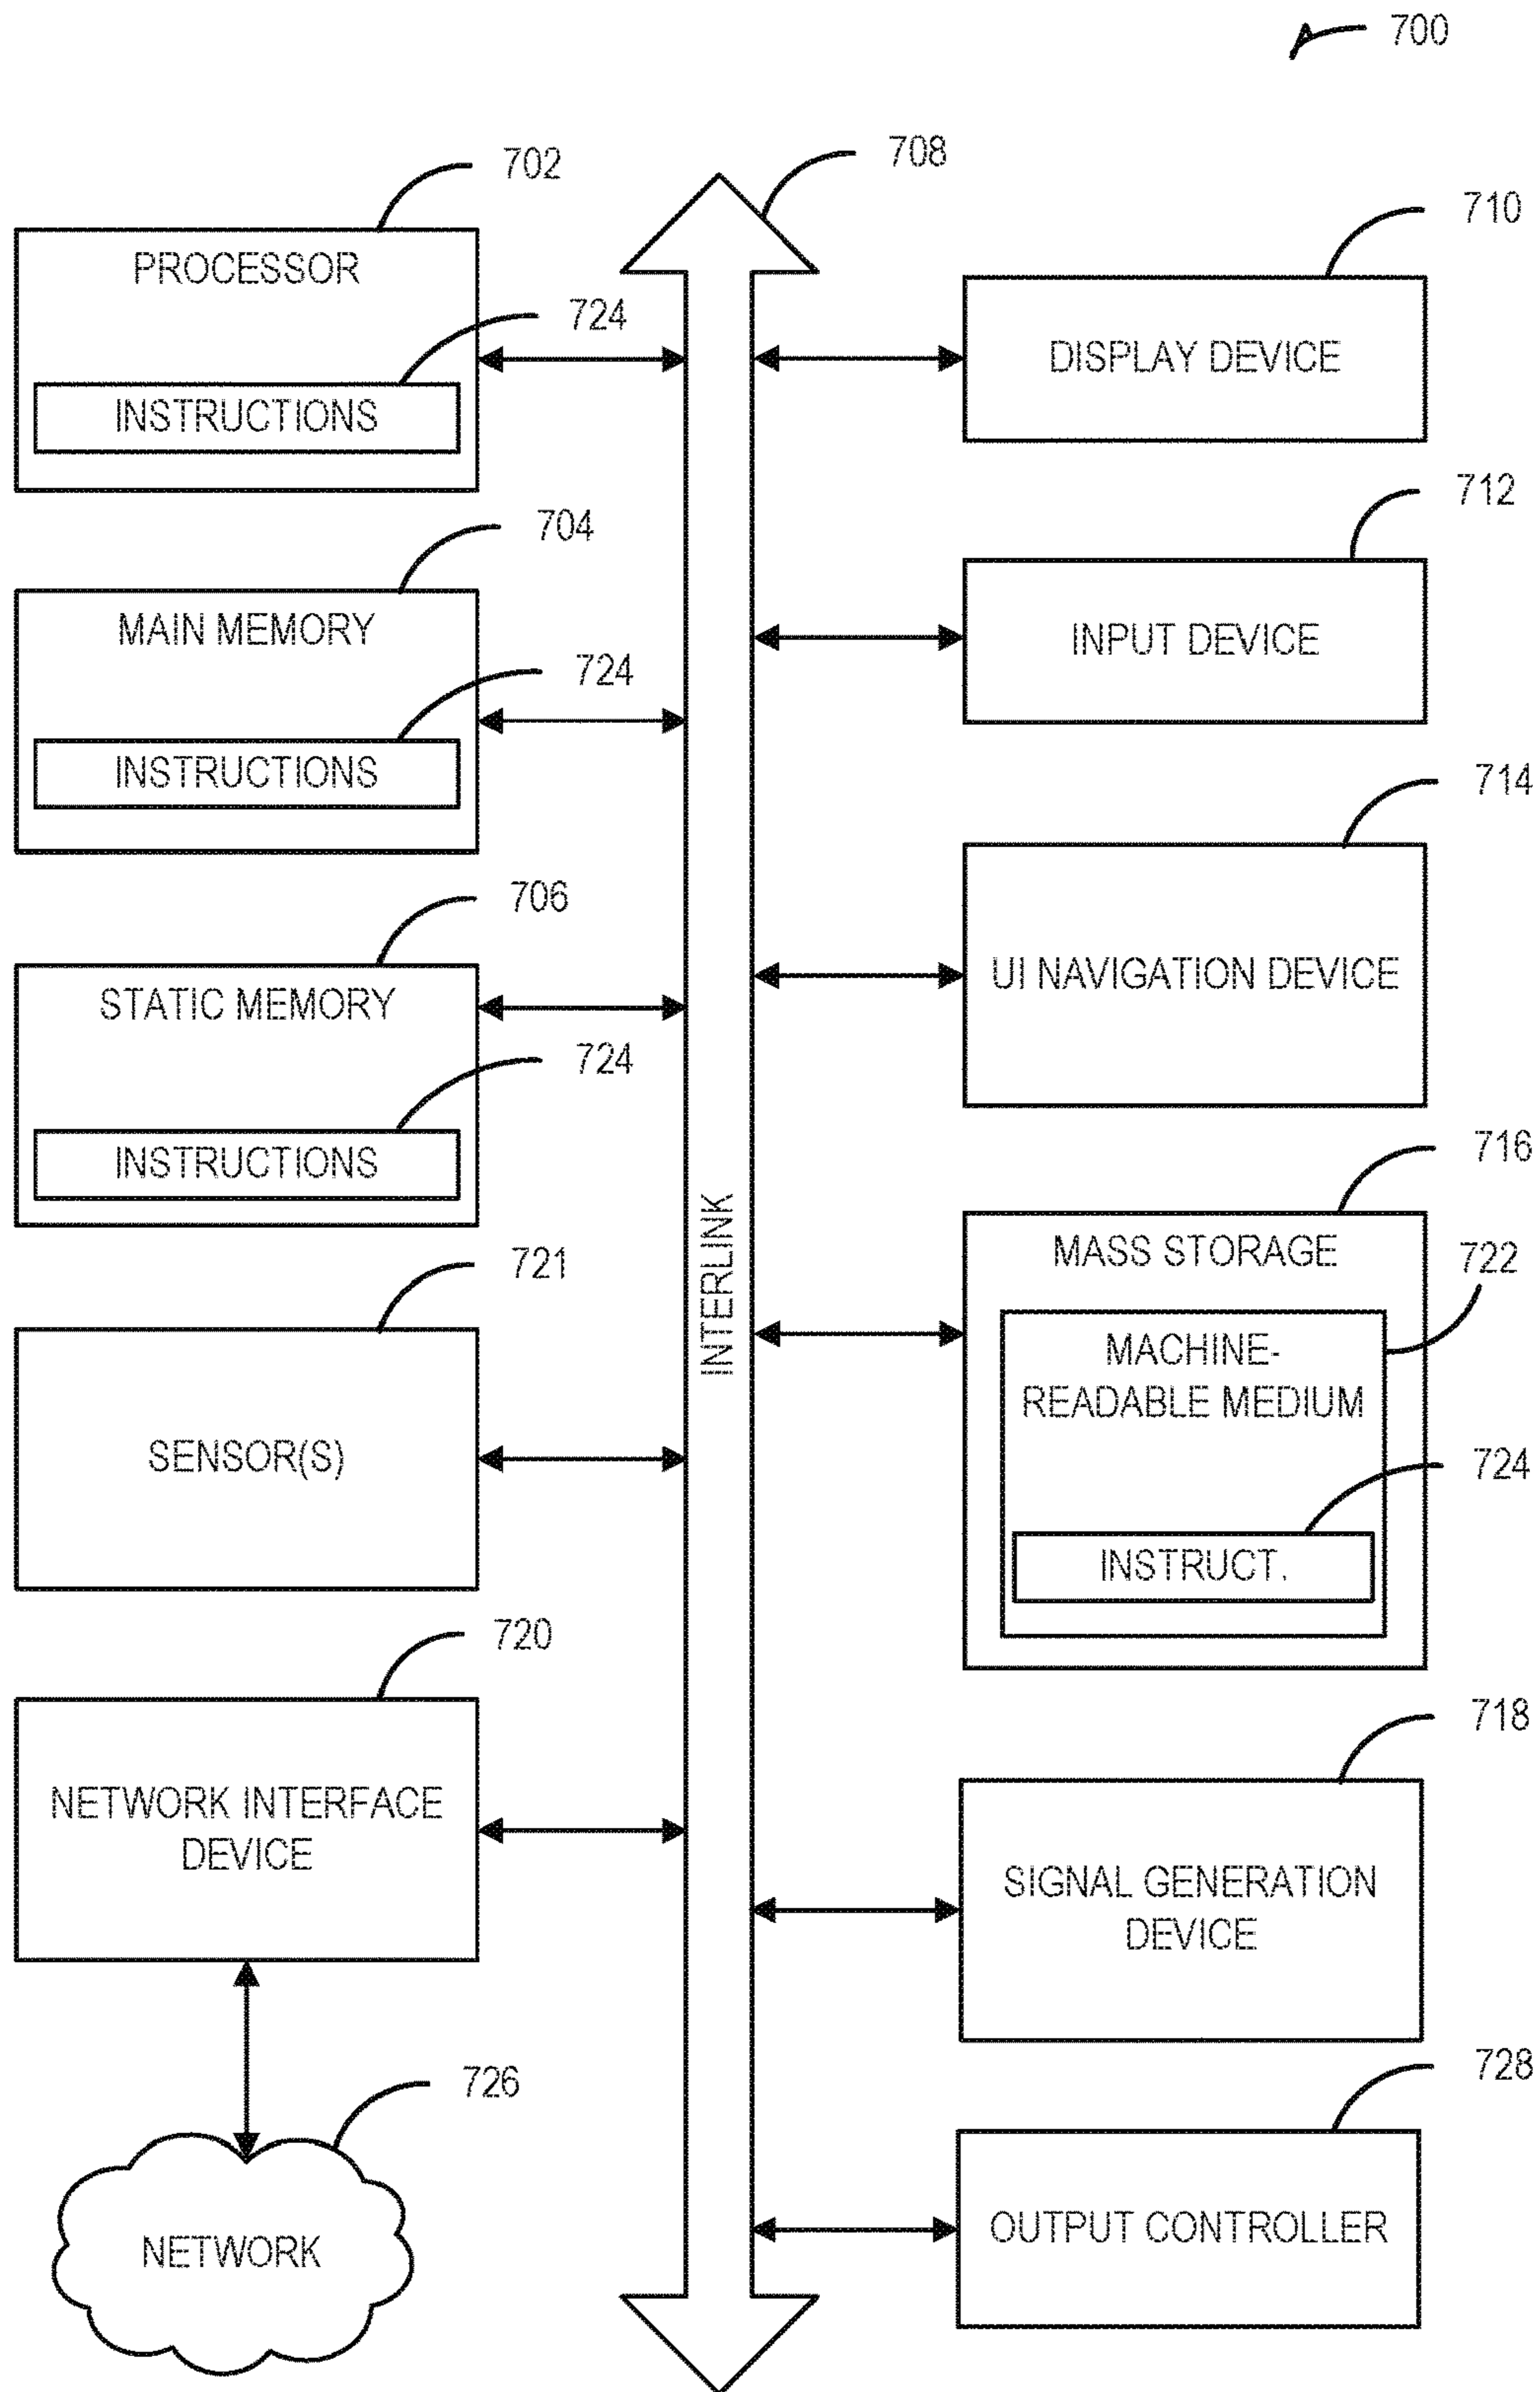 700
702
PROCESSOR
724
INSTRUCTIONS
704
MAIN MEMORY
724
INSTRUCTIONS
706
STATIC MEMORY
724
INSTRUCTIONS
721
SENSOR(S)
720
NETWORK INTERFACE
DEVICE
726
NETWORK
708
INTERLINK
710
DISPLAY DEVICE
712
INPUT DEVICE
714
UI NAVIGATION DEVICE
716
MASS STORAGE
722
MACHINE-
READABLE MEDIUM
724
INSTRUCT.
718
SIGNAL GENERATION
DEVICE
728
OUTPUT CONTROLLER